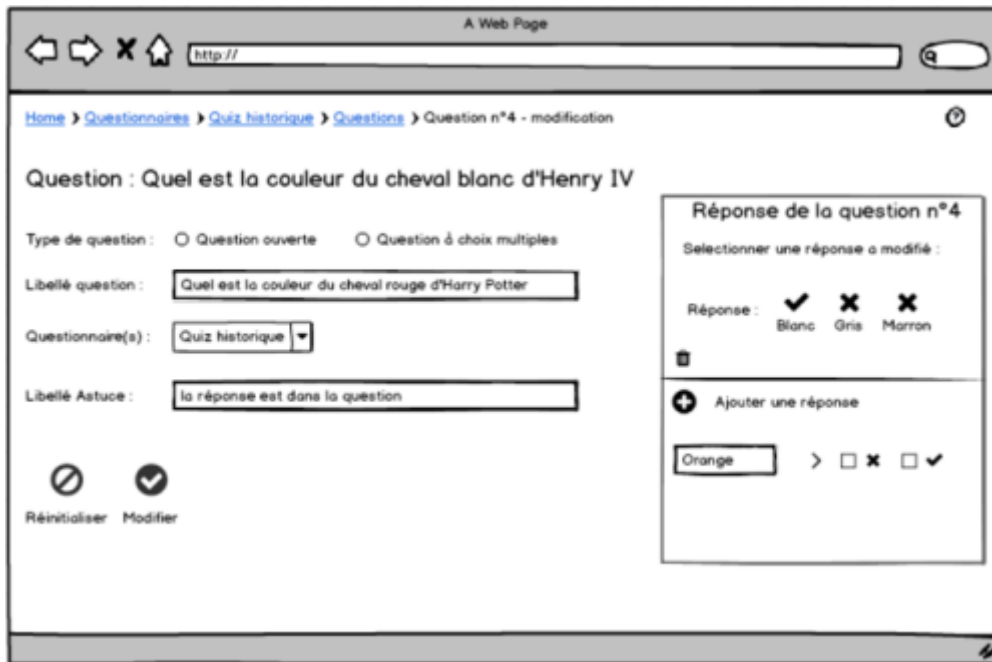 A Web Page
http://
Home > Questionnaires > Quiz historique > Questions > Question n°4 - modification
Question : Quel est la couleur du cheval blanc d'Henry IV
Type de question : Question ouverte Question à choix multiples
Libellé question : Quel est la couleur du cheval rouge d'Harry Potter
Questionnaire(s) : Quiz historique
Libellé Astuce : la réponse est dans la question
Réinitialiser Modifier
Réponse de la question n°4
Selectionner une réponse a modifié :
Réponse :
Blanc Gris Marron
Ajouter une réponse
Orange